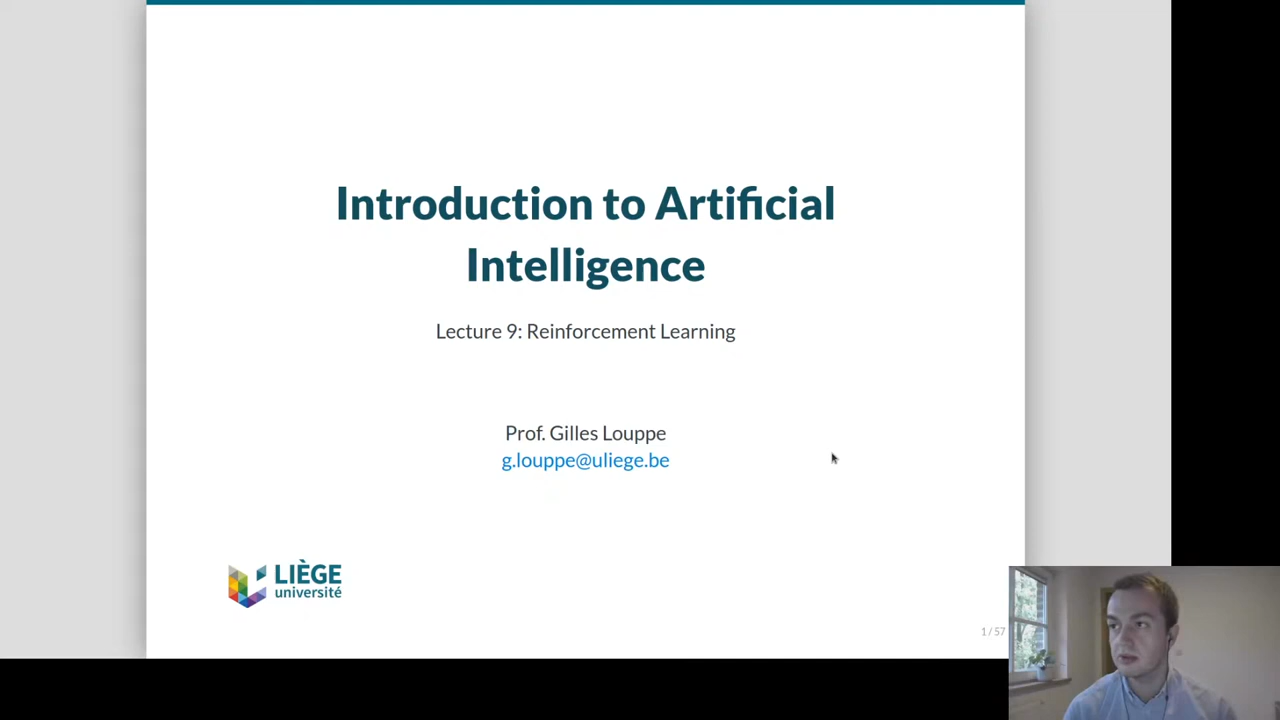 Introduction to Artificial
Intelligence
Lecture 9: Reinforcement Learning
Prof. Gilles Louppe
g.louppe@uliege.be
LIÈGE
université
1 / 57